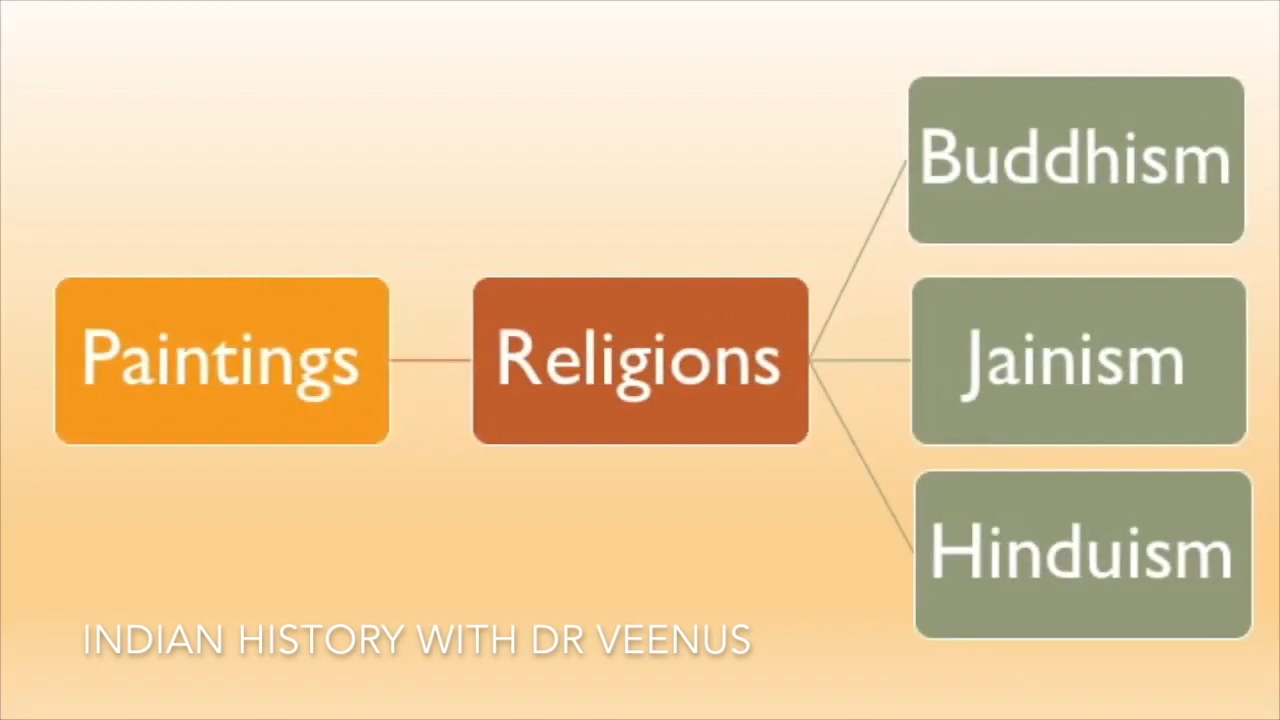 Paintings
Religions
Buddhism
Jainism
Hinduism
INDIAN HISTORY WITH DR VEENUS